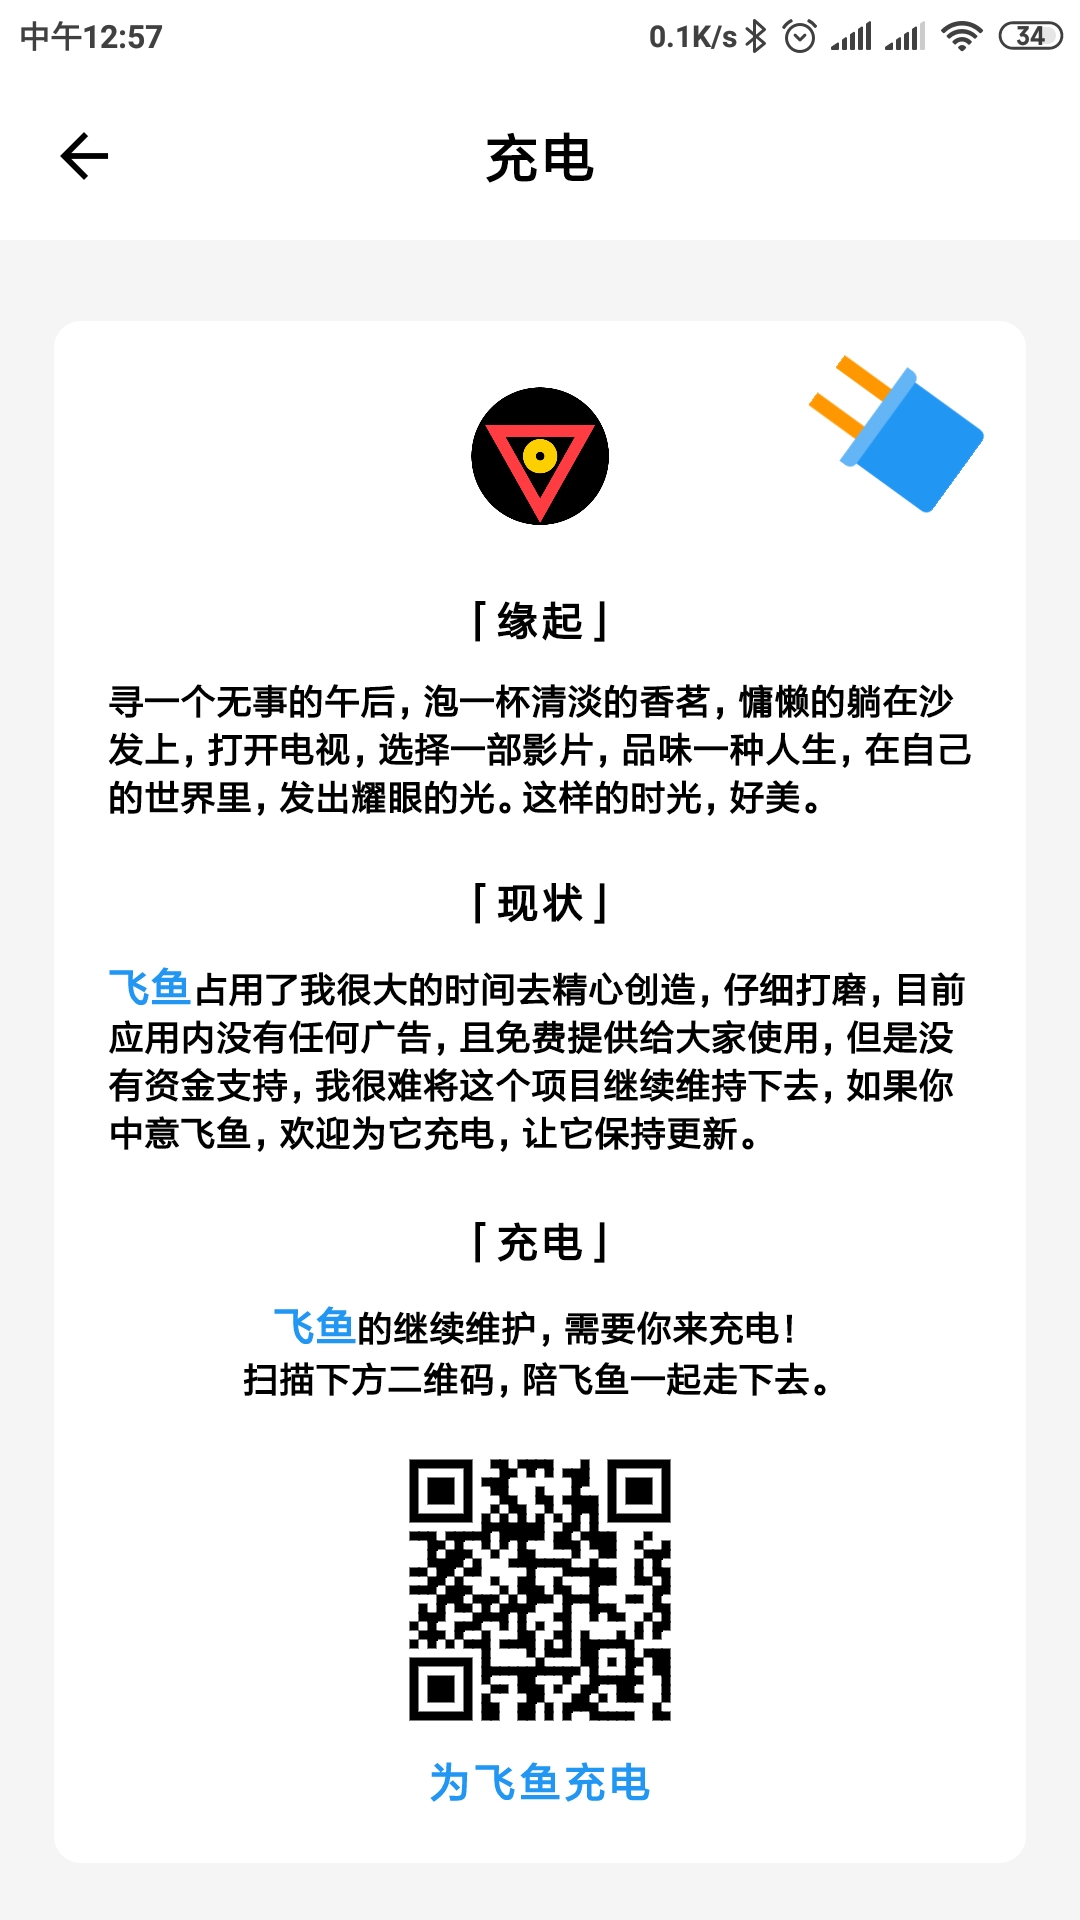 中午12:57
0.1K/s
34
充电
「缘起」
寻一个无事的午后，泡一杯清淡的香茗，慵懒的躺在沙
发上，打开电视，选择一部影片，品味一种人生，在自己
的世界里，发出耀眼的光。这样的时光，好美。
「现状」
飞鱼占用了我很大的时间去精心创造，仔细打磨，目前
应用内没有任何广告，且免费提供给大家使用，但是没
有资金支持，我很难将这个项目继续维持下去，如果你
中意飞鱼，欢迎为它充电，让它保持更新。
「充电」
飞鱼的继续维护，需要你来充电！
扫描下方二维码，陪飞鱼一起走下去。
为飞鱼充电